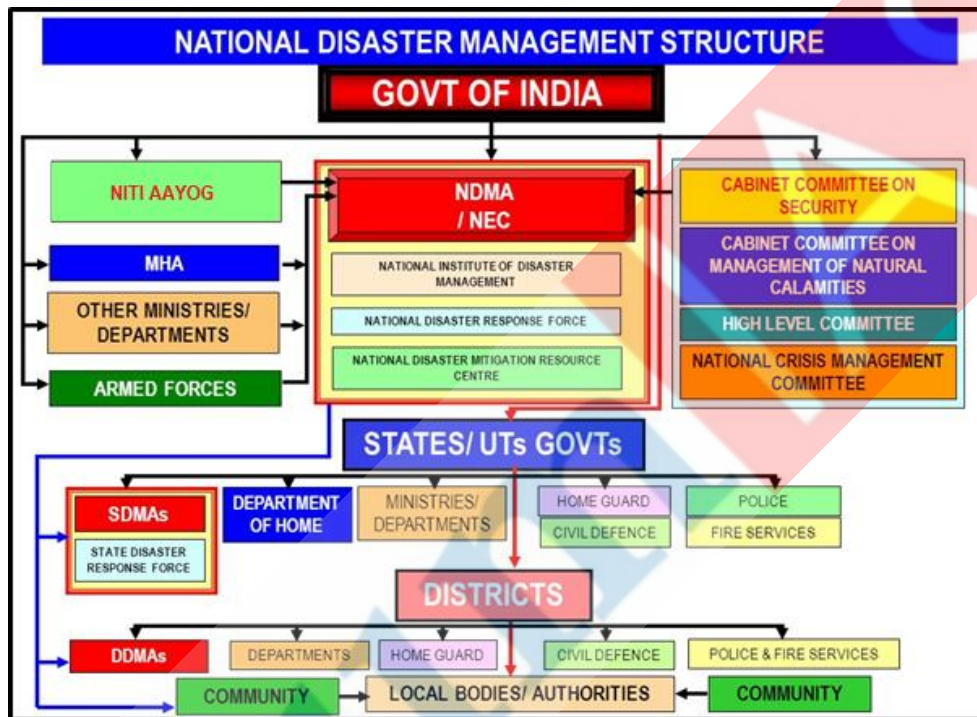 NATIONAL DISASTER MANAGEMENT STRUCTURE
GOVT OF INDIA
NITI AAYOG
MHA
OTHER MINISTRIES/
DEPARTMENTS
ARMED FORCES
NDMA
/ NEC
NATIONAL INSTITUTE OF DISASTER
MANAGEMENT
NATIONAL DISASTER RESPONSE FORCE
NATIONAL DISASTER MITIGATION RESOURCE
CENTRE
CABINET COMMITTEE ON
SECURITY
CABINET COMMITTEE ON
MANAGEMENT OF NATURAL
CALAMITIES
HIGH LEVEL COMMITTEE
NATIONAL CRISIS MANAGEMENT
COMMITTEE
STATES/ UTs GOVTs
SDMAs
STATE DISASTER
RESPONSE FORCE
DEPARTMENT
OF HOME
MINISTRIES/
DEPARTMENTS
HOME GUARD
CIVIL DEFENCE
POLICE
FIRE SERVICES
DISTRICTS
DDMAs
DEPARTMENTS
HOME GUARD
CIVIL DEFENCE
POLICE & FIRE SERVICES
COMMUNITY
LOCAL BODIES/ AUTHORITIES
COMMUNITY